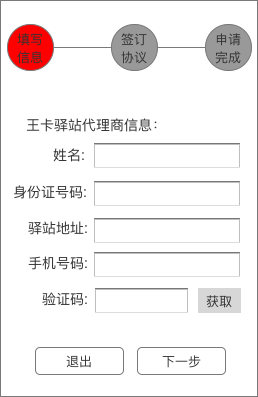 填写 签订 申请
信息 协议 完成
王卡驿站代理商信息：
姓名:
身份证号码:
驿站地址:
手机号码:
验证码: 获取
退出 下一步